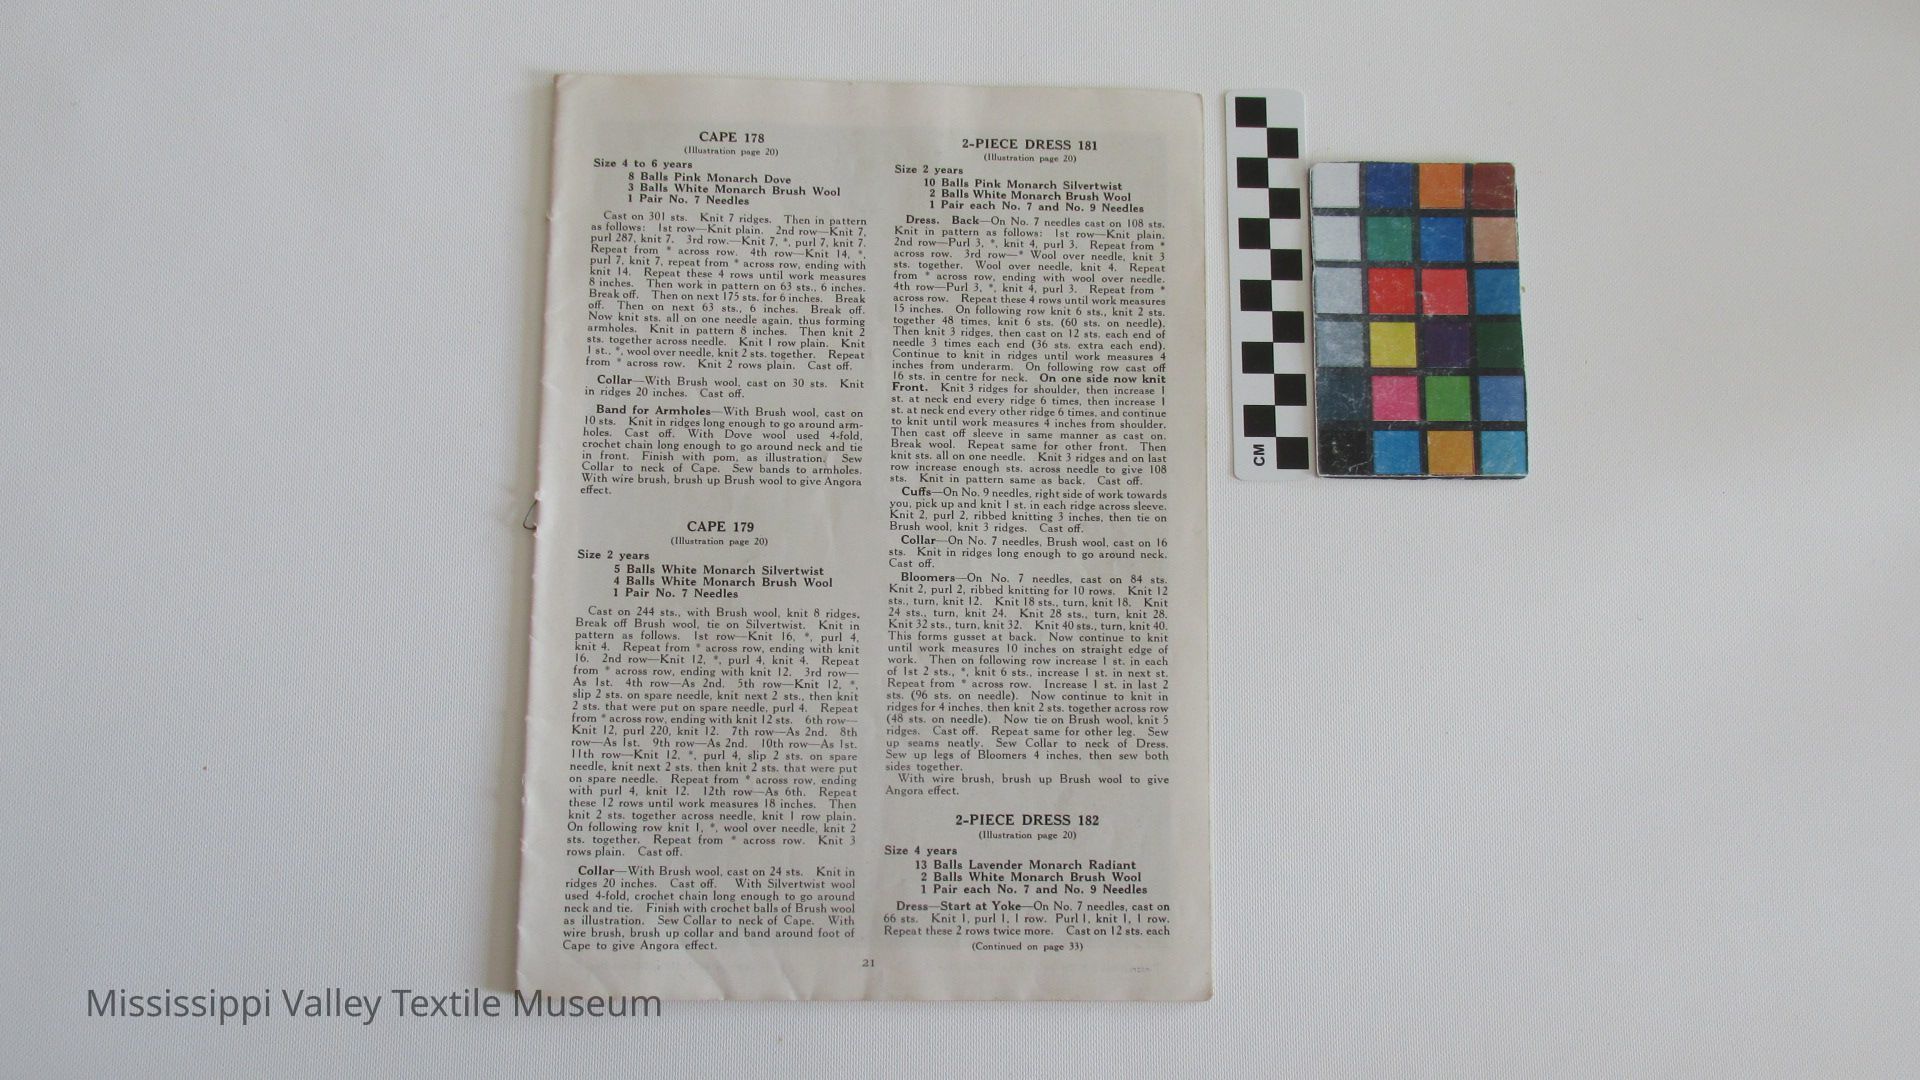 CAPE 178
(Illustration page 20)
Size 4 to 6 years
8 Balls Pink Monarch Dove
3 Balls White Monarch Brush Wool
1 Pair No. 7 Needles
Cast on 301 sts. Knit 7 ridges. Then in pattern
as follows: 1st row—Knit plain. 2nd row—Knit 7,
purl 287, knit 7. 3rd row.—Knit 7, *, purl 7, knit 7.
Repeat from * across row. 4th row—Knit 14, *,
purl 7, knit 7, repeat from * across row, ending with
knit 14. Repeat these 4 rows until work measures
8 inches. Then work in pattern on 63 sts., 6 inches.
Break off. Then on next 175 sts. for 6 inches. Break
off. Then on next 63 sts., 6 inches. Break off.
Now knit sts. all on one needle again, thus forming
armholes. Knit in pattern 8 inches. Then knit 2
sts. together across needle. Knit 1 row plain. Knit
1 st., *, wool over needle, knit 2 sts. together. Repeat
from * across row. Knit 2 rows plain. Cast off.
Collar—With Brush wool, cast on 30 sts. Knit
in ridges 20 inches. Cast off.
Band for Armholes—With Brush wool, cast on
10 sts. Knit in ridges long enough to go around arm-
holes. Cast off. With Dove wool used 4-fold,
crochet chain long enough to go around neck and tie
in front. Finish with pom, as illustration. Sew
Collar to neck of Cape. Sew bands to armholes.
With wire brush, brush up Brush wool to give Angora
effect.
CAPE 179
(Illustration page 20)
Size 2 years
5 Balls White Monarch Silvertwist
4 Balls White Monarch Brush Wool
1 Pair No. 7 Needles
Cast on 244 sts., with Brush wool, knit 8 ridges.
Break off Brush wool, tie on Silvertwist. Knit in
pattern as follows. 1st row—Knit 16, *, purl 4,
knit 4. Repeat from * across row, ending with knit
16. 2nd row—Knit 12, *, purl 4, knit 4. Repeat
from * across row, ending with knit 12. 3rd row—
As 1st. 4th row—As 2nd. 5th row—Knit 12, *,
slip 2 sts. on spare needle, knit next 2 sts., then knit
2 sts. that were put on spare needle, purl 4. Repeat
from * across row, ending with knit 12 sts. 6th row—
Knit 12, purl 220, knit 12. 7th row—As 2nd. 8th
row—As 1st. 9th row—As 2nd. 10th row—As 1st.
11th row—Knit 12, *, purl 4, slip 2 sts. on spare
needle, knit next 2 sts. then knit 2 sts. that were put
on spare needle. Repeat from * across row, ending
with purl 4, knit 12. 12th row—As 6th. Repeat
these 12 rows until work measures 18 inches. Then
knit 2 sts. together across needle, knit 1 row plain.
On following row knit 1, *, wool over needle, knit 2
sts. together. Repeat from * across row. Knit 3
rows plain. Cast off.
Collar—With Brush wool, cast on 24 sts. Knit in
ridges 20 inches. Cast off. With Silvertwist wool
used 4-fold, crochet chain long enough to go around
neck and tie. Finish with crochet balls of Brush wool
as illustration. Sew Collar to neck of Cape. With
wire brush, brush up collar and band around foot of
Cape to give Angora effect.
2-PIECE DRESS 181
(Illustration page 20)
Size 2 years
10 Balls Pink Monarch Silvertwist
2 Balls White Monarch Brush Wool
1 Pair each No. 7 and No. 9 Needles
Dress. Back—On No. 7 needles cast on 108 sts.
Knit in pattern as follows: 1st row—Knit plain.
2nd row—Purl 3, *, knit 4, purl 3. Repeat from *
across row. 3rd row—* Wool over needle, knit 3
sts. together. Wool over needle, knit 4. Repeat
from * across row, ending with wool over needle.
4th row—Purl 3, *, knit 4, purl 3. Repeat from *
across row. Repeat these 4 rows until work measures
15 inches. On following row knit 6 sts., knit 2 sts.
together 48 times, knit 6 sts. (60 sts. on needle).
Then knit 3 ridges, then cast on 12 sts. each end of
needle 3 times each end (36 sts. extra each end).
Continue to knit in ridges until work measures 4
inches from underarm. On following row cast off
16 sts. in centre for neck. On one side now knit
Front. Knit 3 ridges for shoulder, then increase 1
st. at neck end every ridge 6 times, then increase 1
st. at neck end every other ridge 6 times, and continue
to knit until work measures 4 inches from shoulder.
Then cast off sleeve in same manner as cast on.
Break wool. Repeat same for other front. Then
knit sts. all on one needle. Knit 3 ridges and on last
row increase enough sts. across needle to give 108
sts. Knit in pattern same as back. Cast off.
Cuffs—On No. 9 needles, right side of work towards
you, pick up and knit 1 st. in each ridge across sleeve.
Knit 2, purl 2, ribbed knitting 3 inches, then tie on
Brush wool, knit 3 ridges. Cast off.
Collar—On No. 7 needles, Brush wool, cast on 16
sts. Knit in ridges long enough to go around neck.
Cast off.
Bloomers—On No. 7 needles, cast on 84 sts.
Knit 2, purl 2, ribbed knitting for 10 rows. Knit 12
sts., turn, knit 12. Knit 18 sts., turn, knit 18. Knit
24 sts., turn, knit 24. Knit 28 sts., turn, knit 28.
Knit 32 sts., turn, knit 32. Knit 40 sts., turn, knit 40.
This forms gusset at back. Now continue to knit
until work measures 10 inches on straight edge of
work. Then on following row increase 1 st. in each
of 1st 2 sts., *, knit 6 sts., increase 1 st. in next st.
Repeat from * across row. Increase 1 st. in last 2
sts. (96 sts. on needle). Now continue to knit in
ridges for 4 inches, then knit 2 sts. together across row
(48 sts. on needle). Now tie on Brush wool, knit 5
ridges. Cast off. Repeat same for other leg. Sew
up seams neatly. Sew Collar to neck of Dress.
Sew up legs of Bloomers 4 inches, then sew both
sides together.
With wire brush, brush up Brush wool to give
Angora effect.
2-PIECE DRESS 182
(Illustration page 20)
Size 4 years
13 Balls Lavender Monarch Radiant
2 Balls White Monarch Brush Wool
1 Pair each No. 7 and No. 9 Needles
Dress—Start at Yoke—On No. 7 needles, cast on
66 sts. Knit 1, purl 1, 1 row. Purl 1, knit 1, 1 row.
Repeat these 2 rows twice more. Cast on 12 sts. each
(Continued on page 33)
21
CM
Mississippi Valley Textile Museum